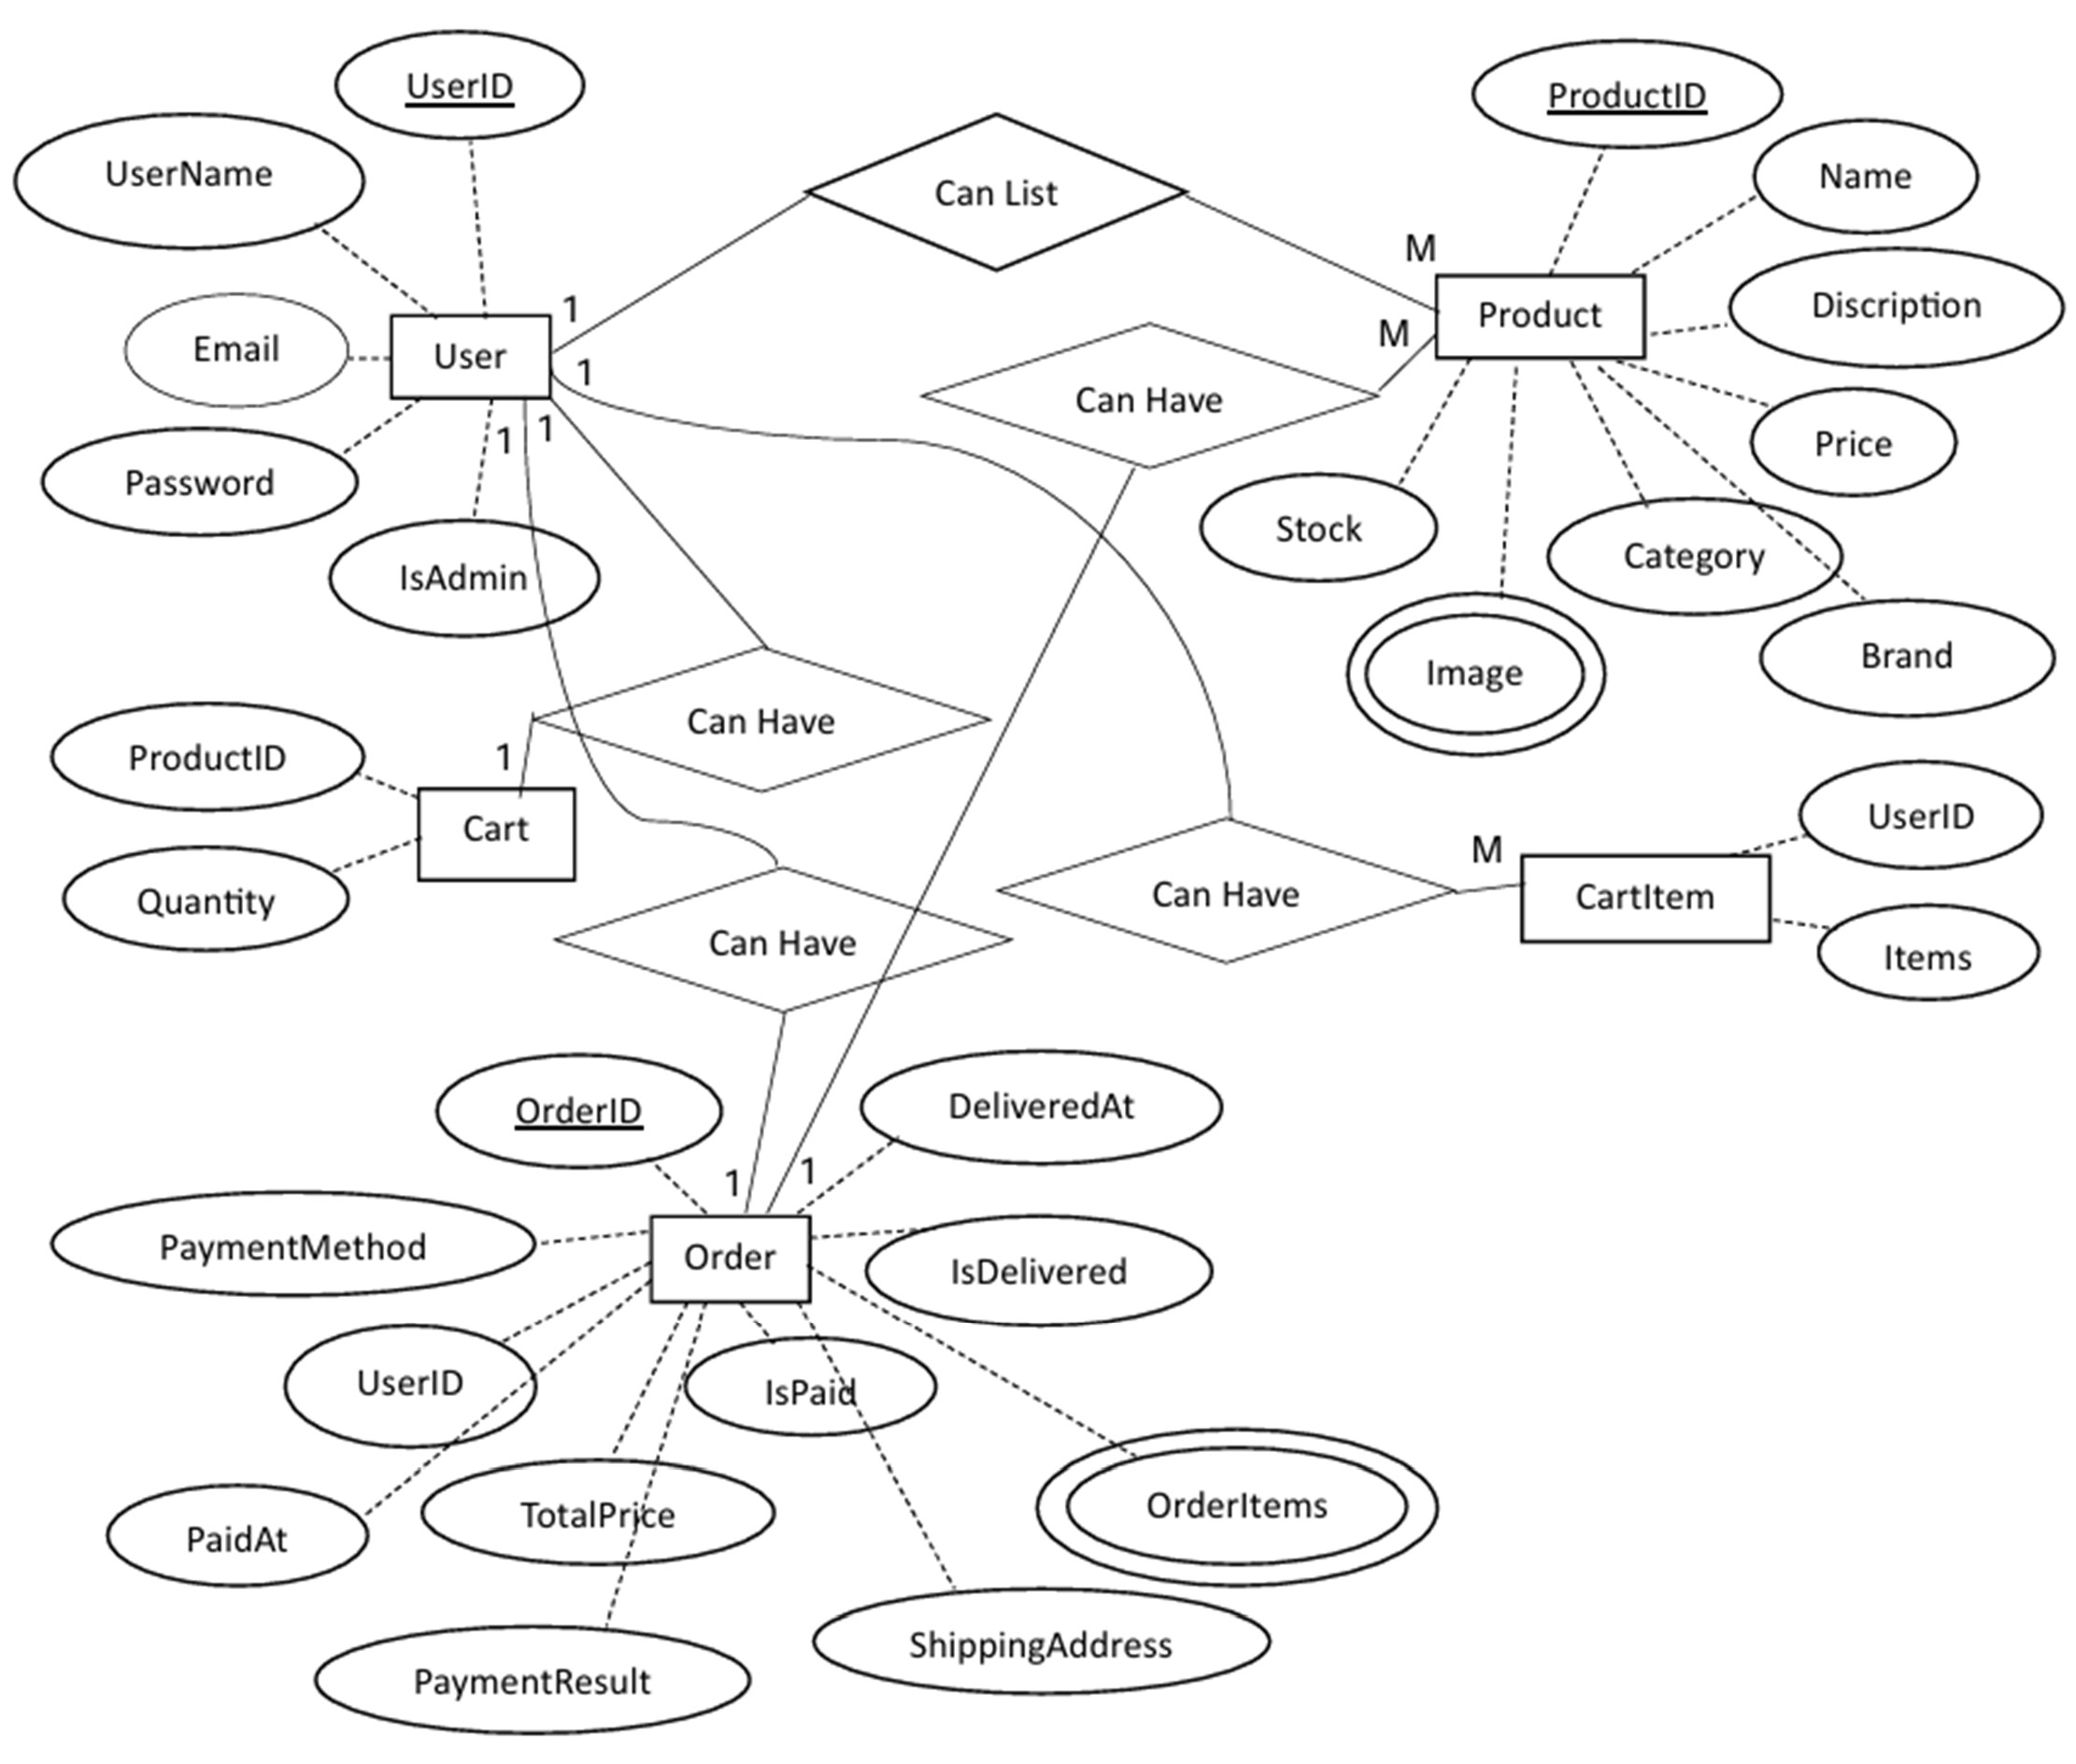 UserID
ProductID
UserName
Name
Can List
M
Discription
1
Product
M
Email
User
1
Can Have
1
1
Price
Password
Stock
IsAdmin
Category
Brand
Image
Can Have
ProductID
1
UserID
Cart
M
Can Have
CartItem
Quantity
Can Have
Items
OrderID
DeliveredAt
1
1
PaymentMethod
Order
IsDelivered
UserID
IsPaid
OrderItems
TotalPrice
PaidAt
ShippingAddress
PaymentResult